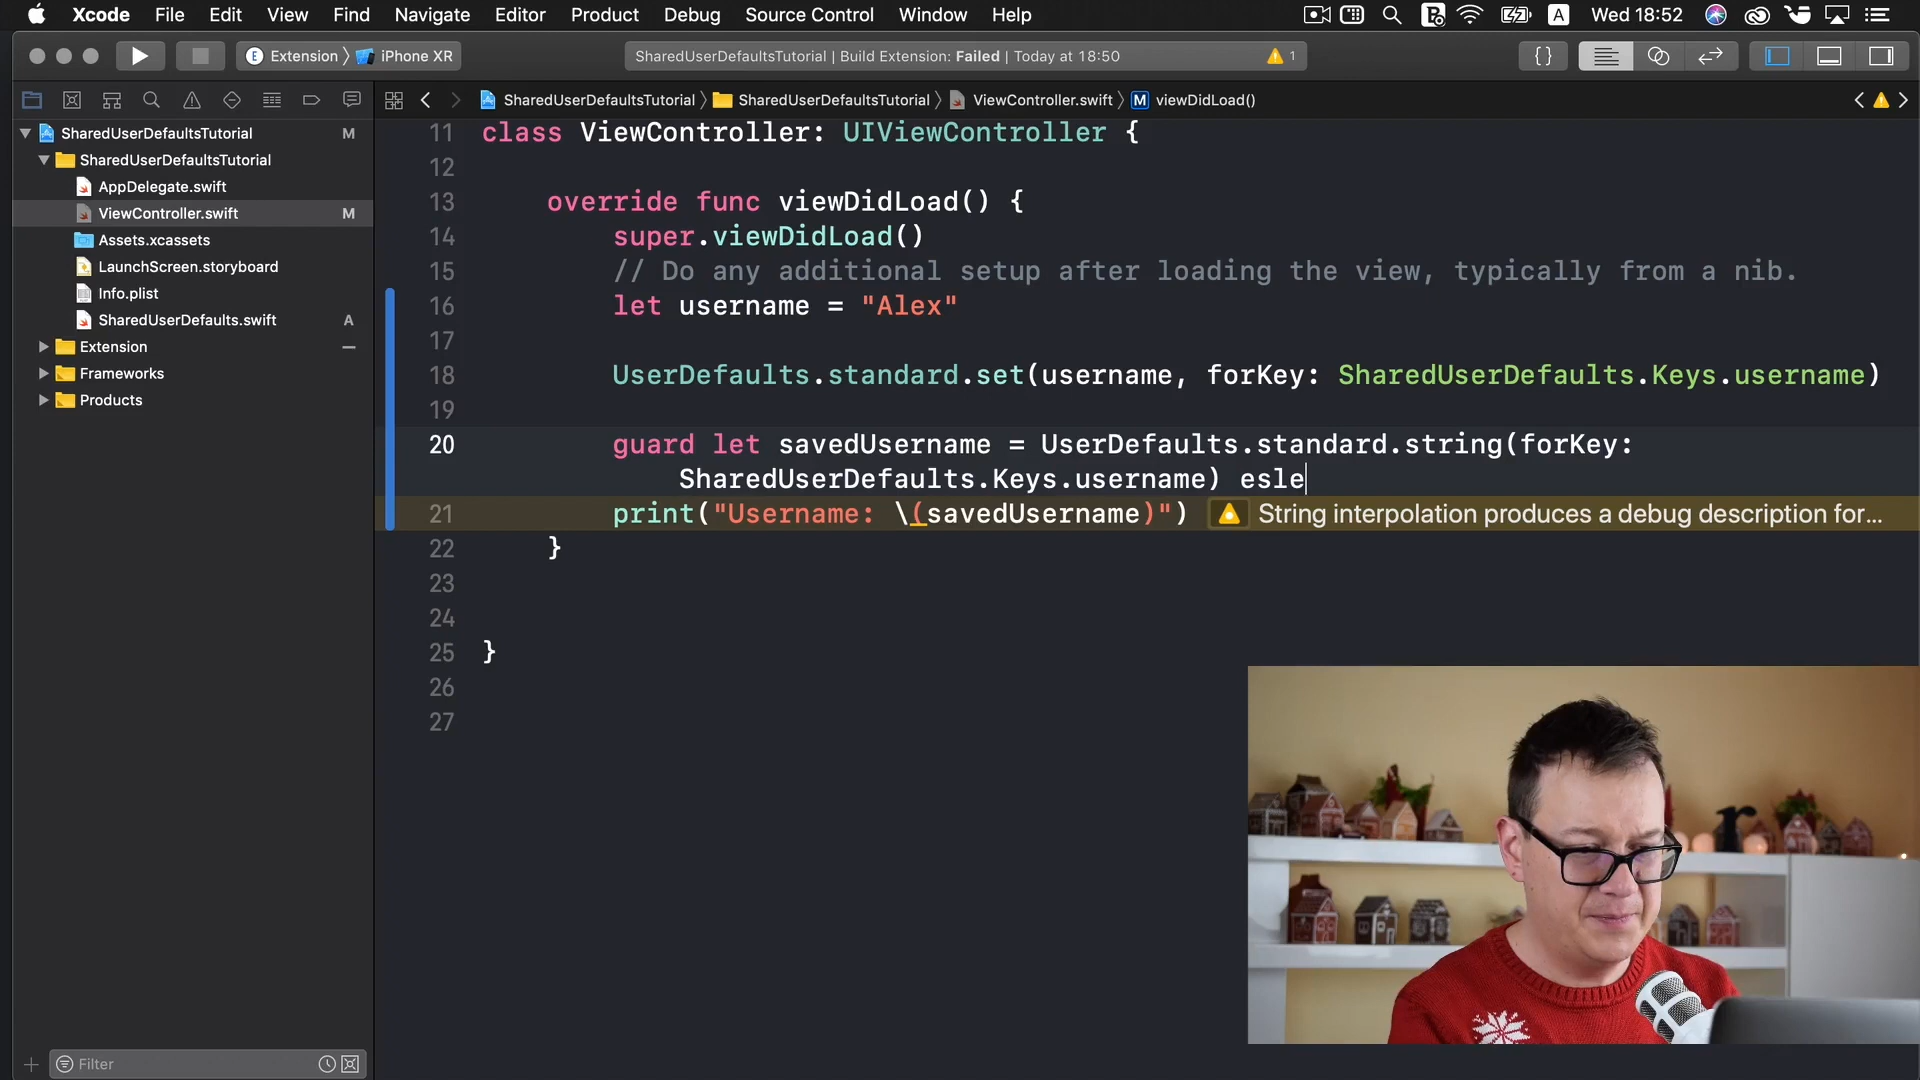 Xcode File Edit View Find Navigate Editor Product Debug Source Control Window Help A Wed 18:52
E Extension iPhone XR SharedUserDefaultsTutorial | Build Extension: Failed | Today at 18:50 1 {}
SharedUserDefaultsTutorial SharedUserDefaultsTutorial ViewController.swift M viewDidLoad()
SharedUserDefaultsTutorial M
SharedUserDefaultsTutorial
AppDelegate.swift
ViewController.swift M
Assets.xcassets
LaunchScreen.storyboard
Info.plist
SharedUserDefaults.swift A
Extension
Frameworks
Products
11 class ViewController: UIViewController {
12
13 override func viewDidLoad() {
14 super.viewDidLoad()
15 // Do any additional setup after loading the view, typically from a nib.
16 let username = "Alex"
17
18 UserDefaults.standard.set(username, forKey: SharedUserDefaults.Keys.username)
19
20 guard let savedUsername = UserDefaults.standard.string(forKey:
SharedUserDefaults.Keys.username) esle
21 print("Username: \(savedUsername)") String interpolation produces a debug description for...
22 }
23
24
25 }
26
27
Filter